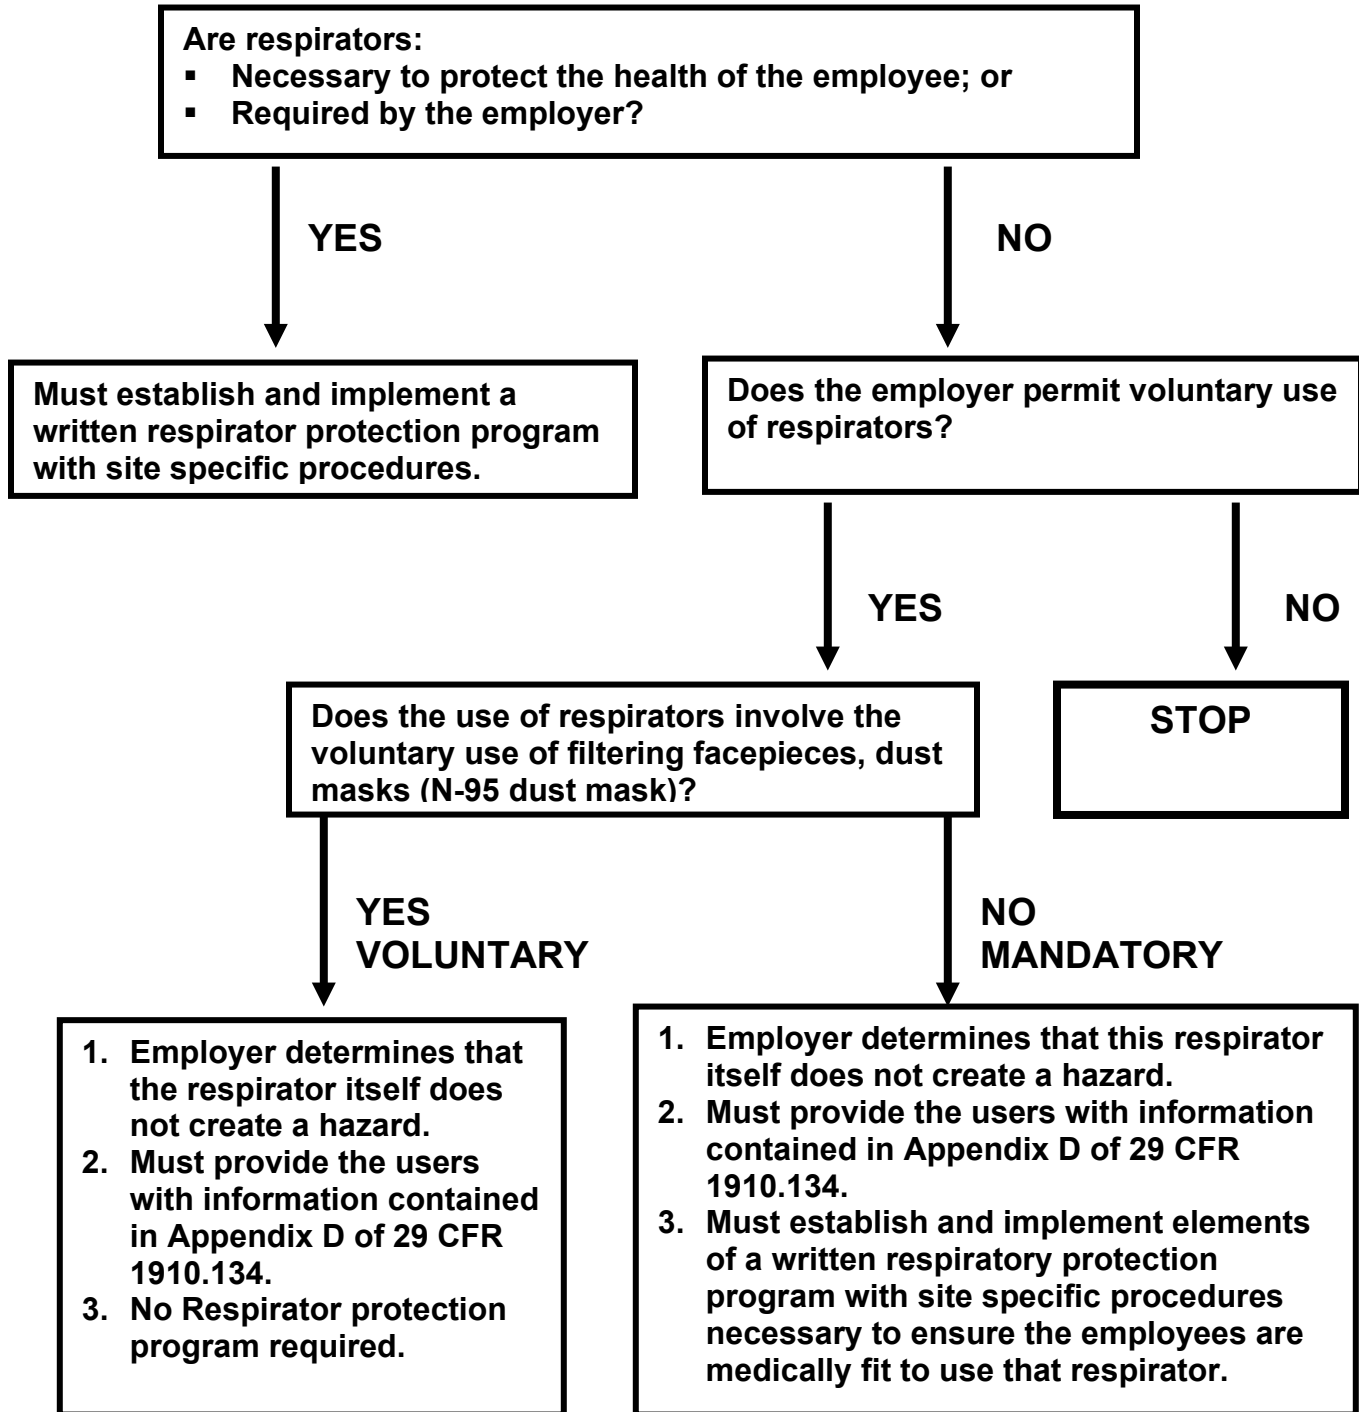 Are respirators:
▪ Necessary to protect the health of the employee; or
▪ Required by the employer?
YES
NO
Must establish and implement a
written respirator protection program
with site specific procedures.
Does the employer permit voluntary use
of respirators?
YES
NO
Does the use of respirators involve the
voluntary use of filtering facepieces, dust
masks (N-95 dust mask)?
STOP
YES
VOLUNTARY
NO
MANDATORY
1. Employer determines that
the respirator itself does
not create a hazard.
2. Must provide the users
with information contained
in Appendix D of 29 CFR
1910.134.
3. No Respirator protection
program required.
1. Employer determines that this respirator
itself does not create a hazard.
2. Must provide the users with information
contained in Appendix D of 29 CFR
1910.134.
3. Must establish and implement elements
of a written respiratory protection
program with site specific procedures
necessary to ensure the employees are
medically fit to use that respirator.